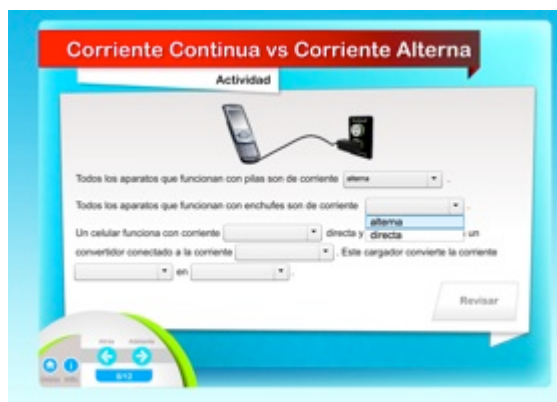 Corriente Continua vs Corriente Alterna
Actividad
Todos los aparatos que funcionan con pilas son de corriente alterna .
Todos los aparatos que funcionan con enchufes son de corriente .
alterna
directa
Un celular funciona con corriente directa y un
convertidor conectado a la corriente . Este cargador convierte la corriente
en .
Revisar
Atrás Adelante
Inicio Info